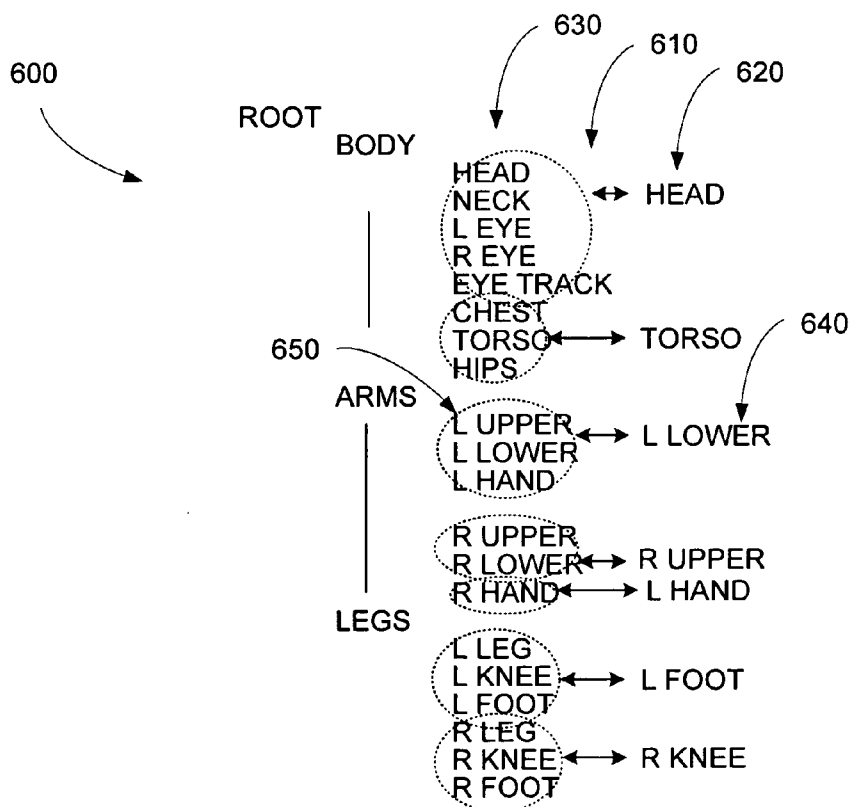 630
610
620
600
ROOT
BODY
HEAD
NECK
L EYE
R EYE
EYE TRACK
CHEST
TORSO
HIPS
HEAD
TORSO
640
650
ARMS
L UPPER
L LOWER
L HAND
L LOWER
R UPPER
R LOWER
R HAND
R UPPER
L HAND
LEGS
L LEG
L KNEE
L FOOT
R LEG
R KNEE
R FOOT
L FOOT
R KNEE